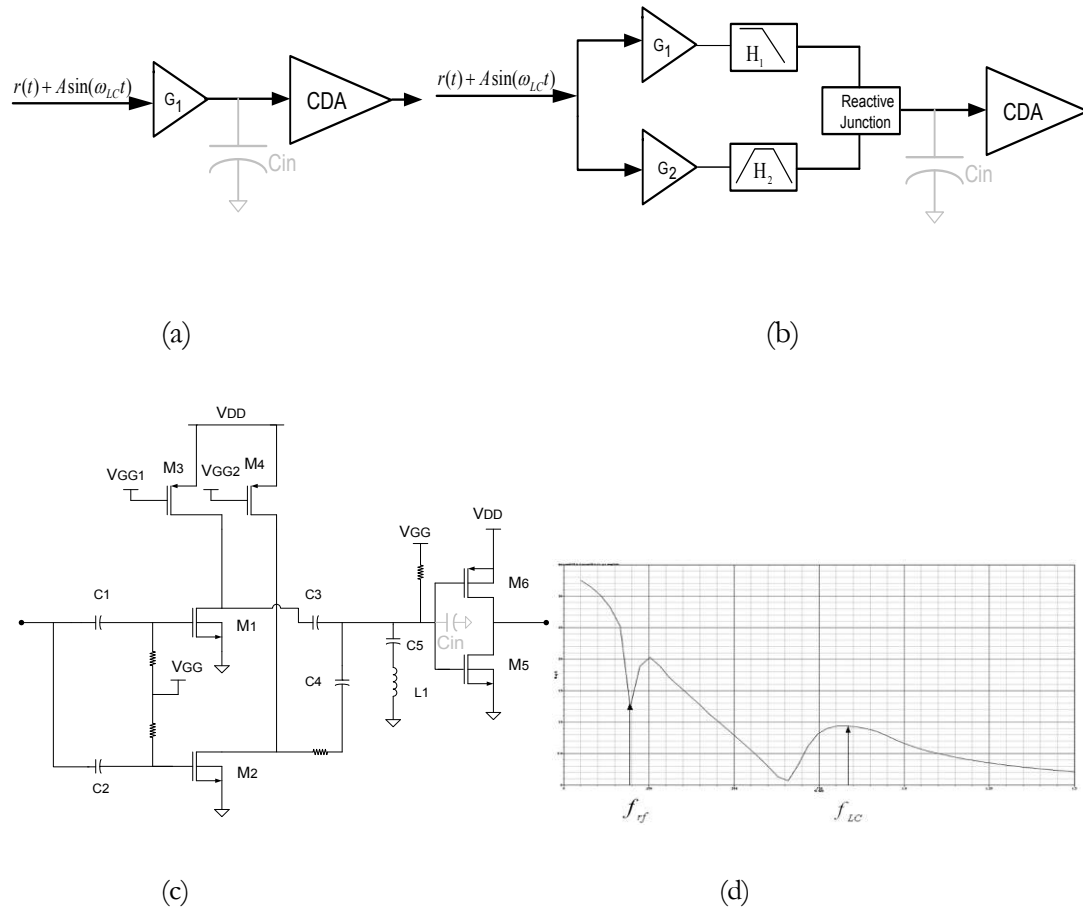 r(t) + A sin(ω_LC t)
G1
CDA
Cin
(a)
r(t) + A sin(ω_LC t)
G1
H1
G2
H2
Reactive
Junction
CDA
Cin
(b)
VDD
M3
M4
VGG1
VGG2
C1
M1
VGG
C2
M2
C3
C4
C5
L1
VGG
VDD
M6
Cin
M5
(c)
f_rf
f_LC
(d)